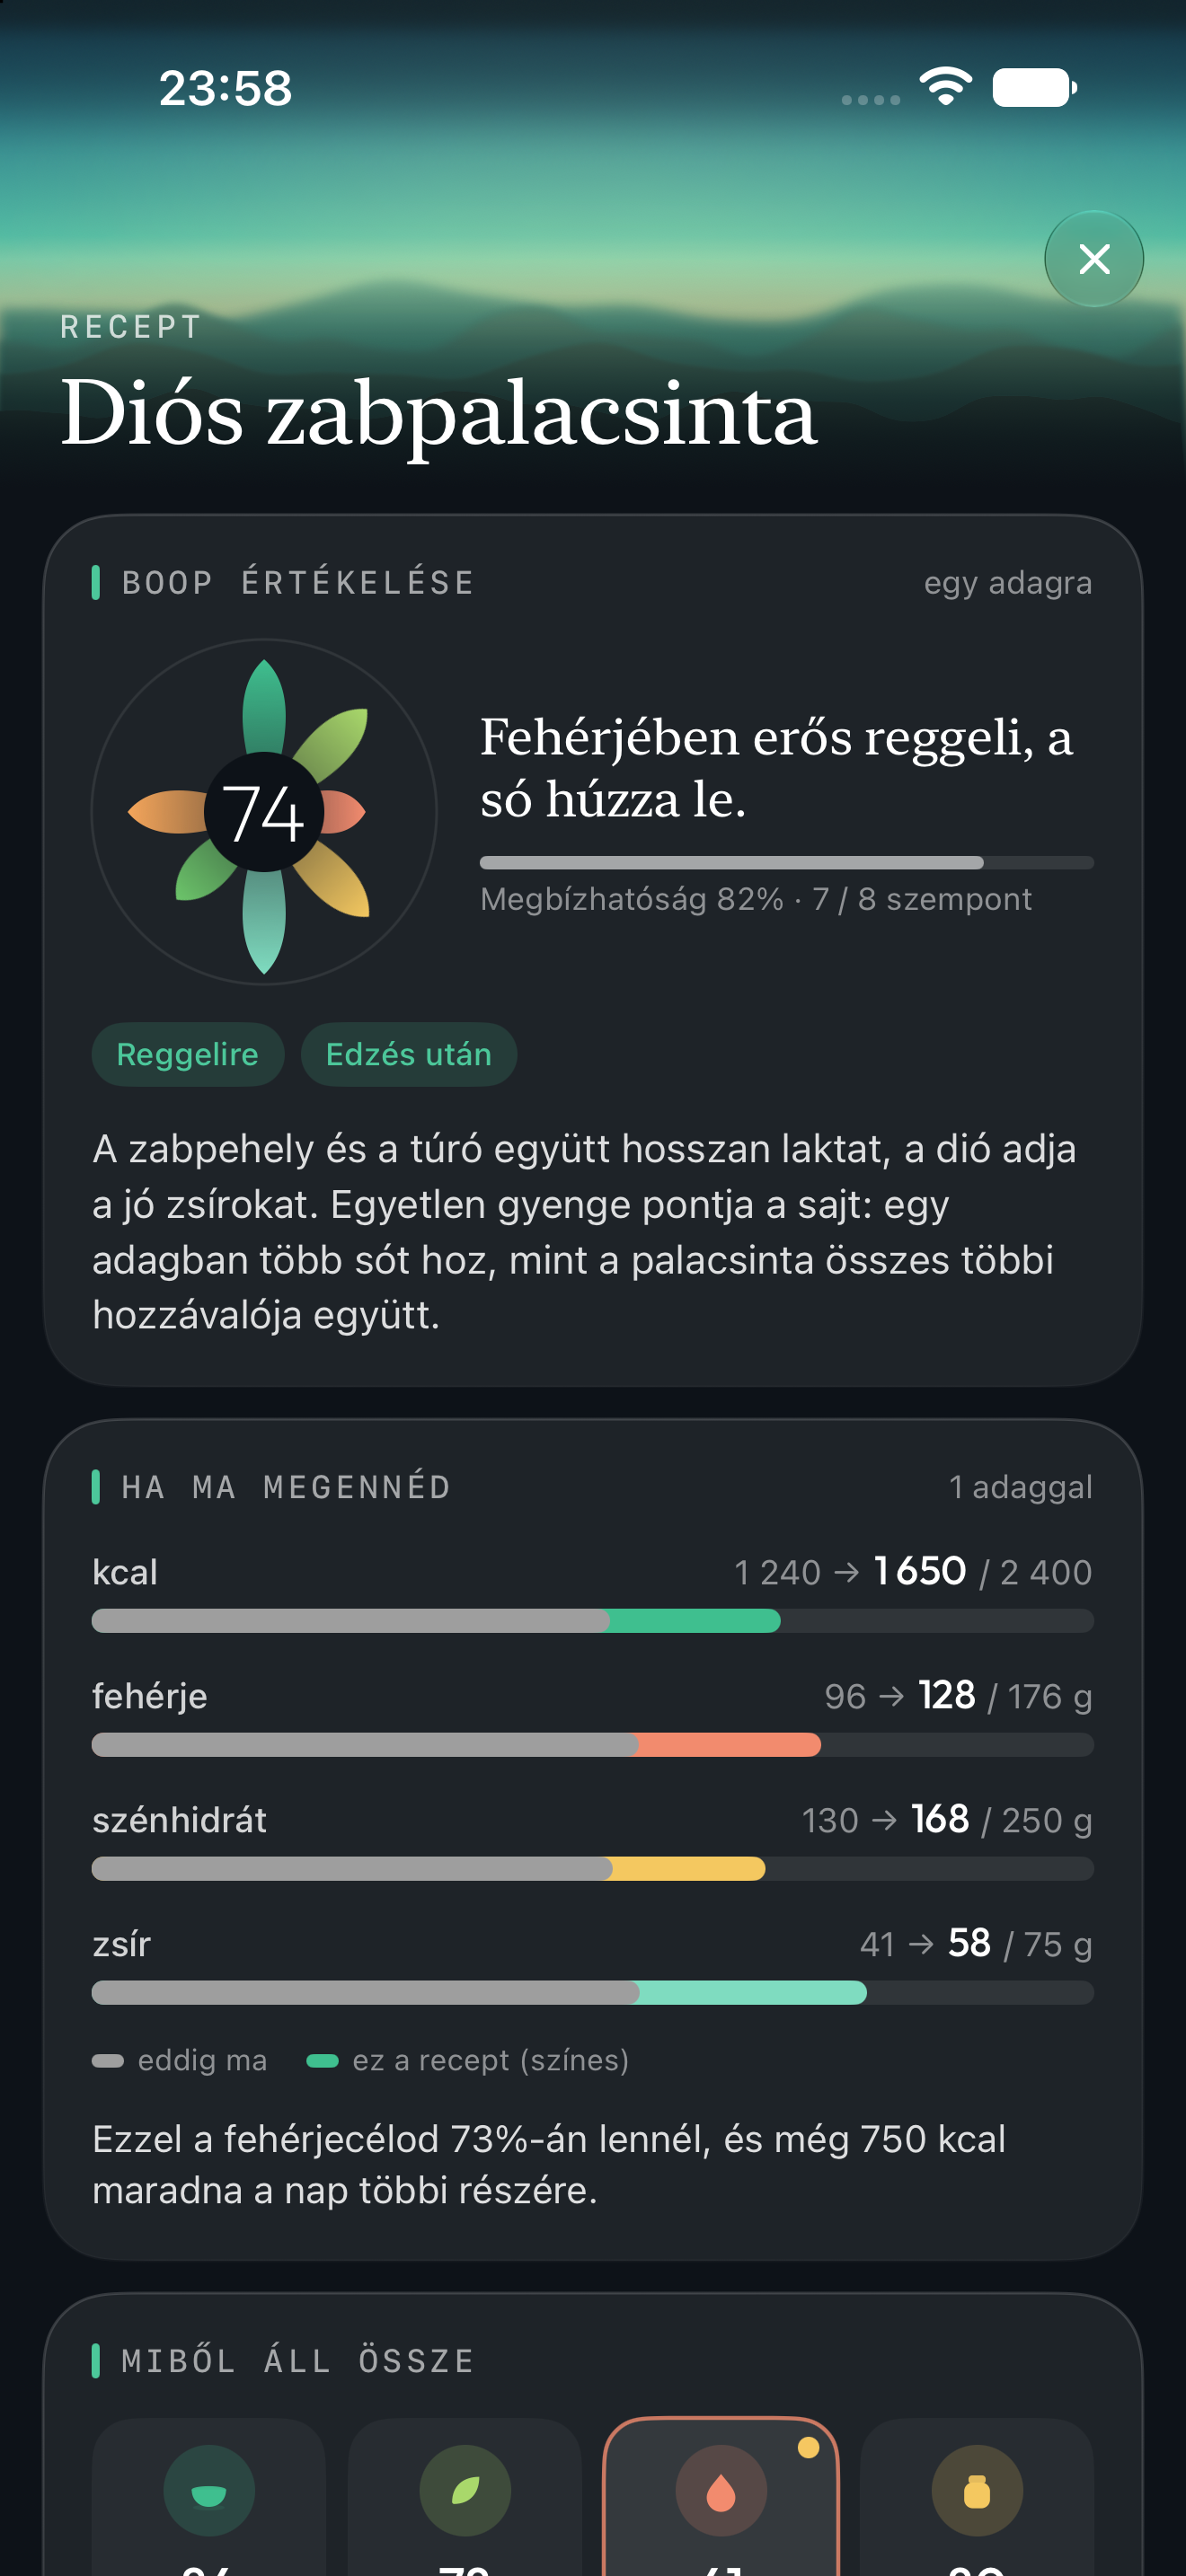 23:58
RECEPT
Diós zabpalacsinta
BOOP ÉRTÉKELÉSE egy adagra
74
Fehérjében erős reggeli, a
só húzza le.
Megbízhatóság 82% · 7 / 8 szempont
Reggelire Edzés után
A zabpehely és a túró együtt hosszan laktat, a dió adja
a jó zsírokat. Egyetlen gyenge pontja a sajt: egy
adagban több sót hoz, mint a palacsinta összes többi
hozzávalója együtt.
HA MA MEGENNÉD 1 adaggal
kcal 1 240 → 1 650 / 2 400
fehérje 96 → 128 / 176 g
szénhidrát 130 → 168 / 250 g
zsír 41 → 58 / 75 g
eddig ma ez a recept (színes)
Ezzel a fehérjecélod 73%-án lennél, és még 750 kcal
maradna a nap többi részére.
MIBŐL ÁLL ÖSSZE